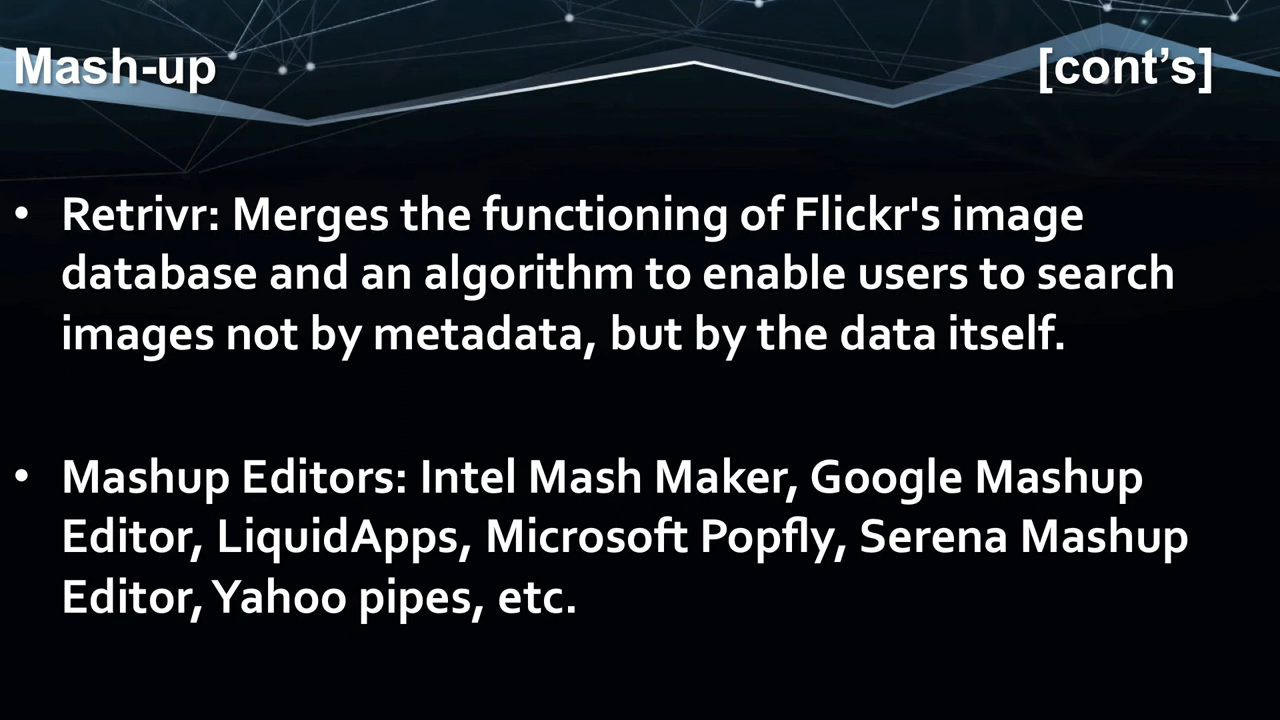 Mash-up [cont’s]
• Retrivr: Merges the functioning of Flickr's image
database and an algorithm to enable users to search
images not by metadata, but by the data itself.
• Mashup Editors: Intel Mash Maker, Google Mashup
Editor, LiquidApps, Microsoft Popfly, Serena Mashup
Editor, Yahoo pipes, etc.